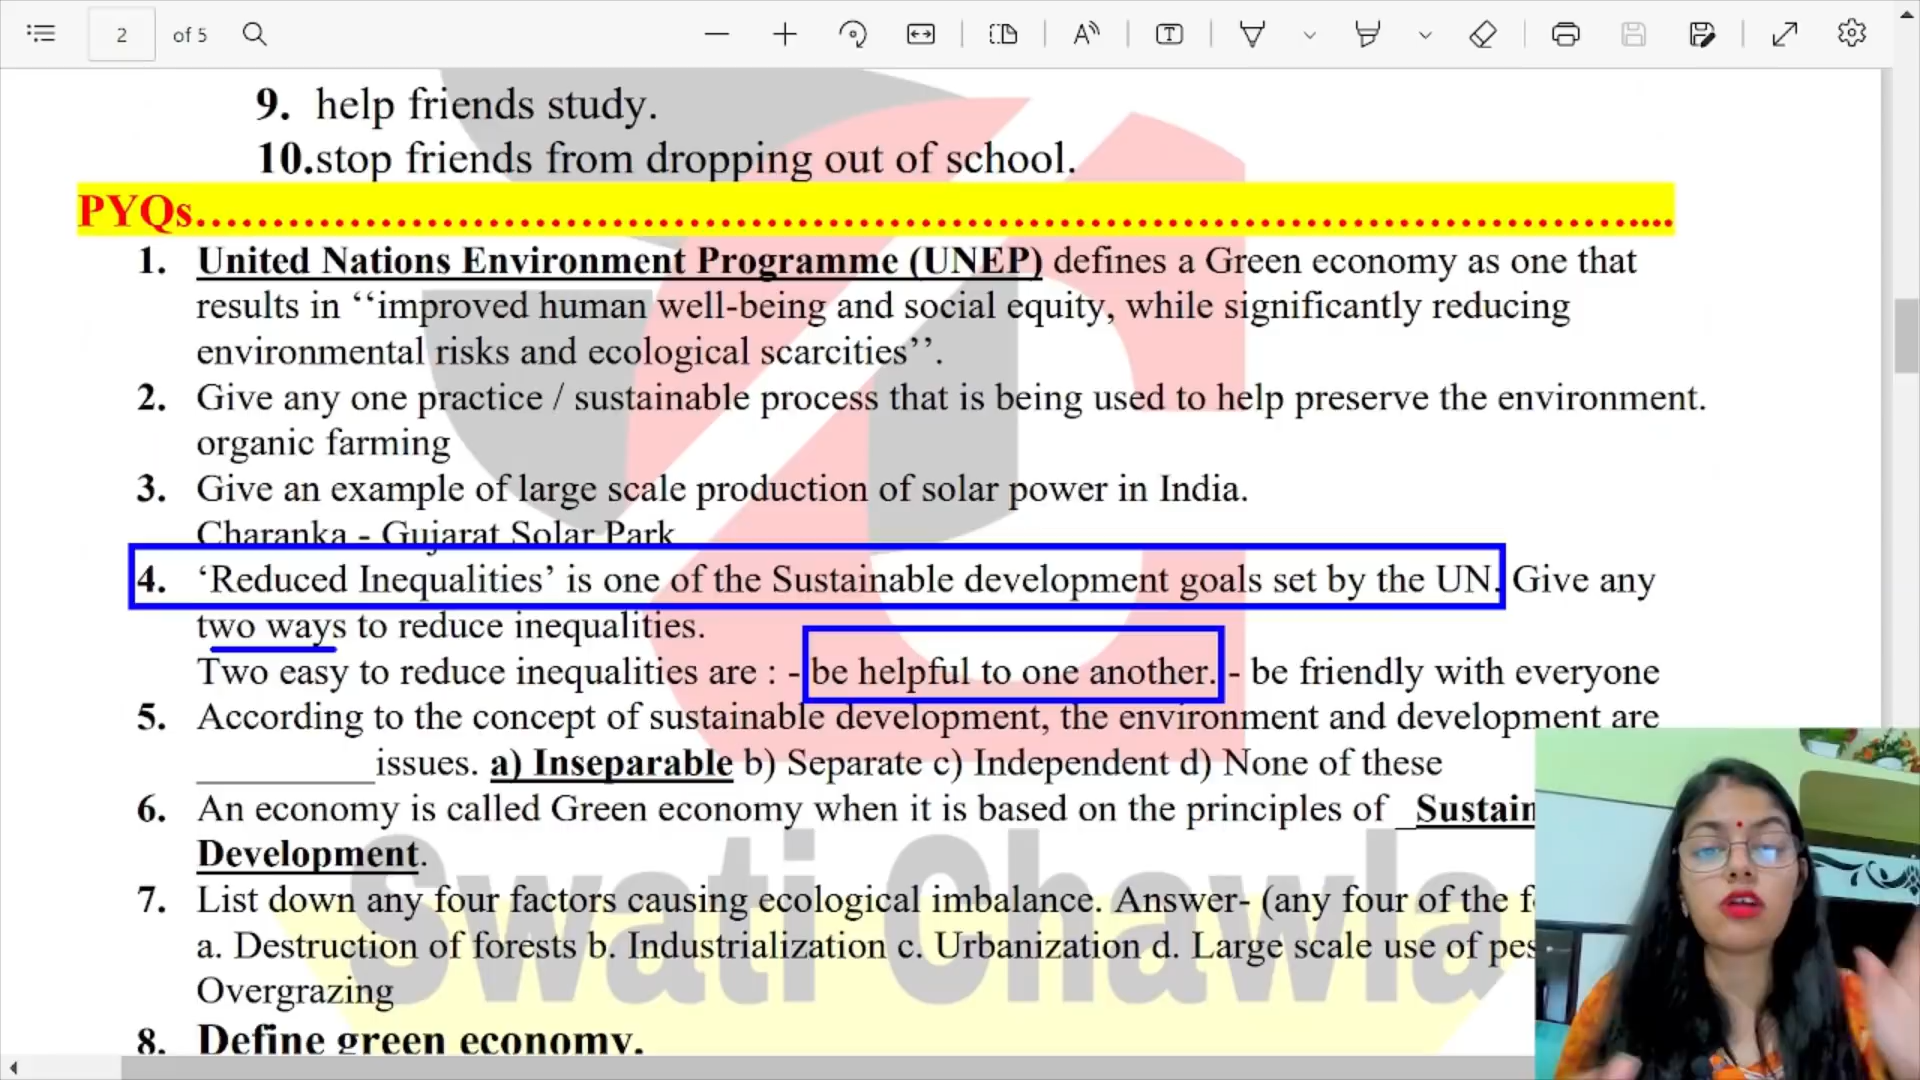 2 of 5
9. help friends study.
10.stop friends from dropping out of school.
PYQs……………………………………………………………………………………...
1. United Nations Environment Programme (UNEP) defines a Green economy as one that
results in ‘‘improved human well-being and social equity, while significantly reducing
environmental risks and ecological scarcities’’.
2. Give any one practice / sustainable process that is being used to help preserve the environment.
organic farming
3. Give an example of large scale production of solar power in India.
Charanka - Gujarat Solar Park
4. ‘Reduced Inequalities’ is one of the Sustainable development goals set by the UN. Give any
two ways to reduce inequalities.
Two easy to reduce inequalities are : - be helpful to one another. - be friendly with everyone
5. According to the concept of sustainable development, the environment and development are
_________issues. a) Inseparable b) Separate c) Independent d) None of these
6. An economy is called Green economy when it is based on the principles of _Sustain
Development.
7. List down any four factors causing ecological imbalance. Answer- (any four of the f
a. Destruction of forests b. Industrialization c. Urbanization d. Large scale use of pes
Overgrazing
8. Define green economy.
Swati Chawla